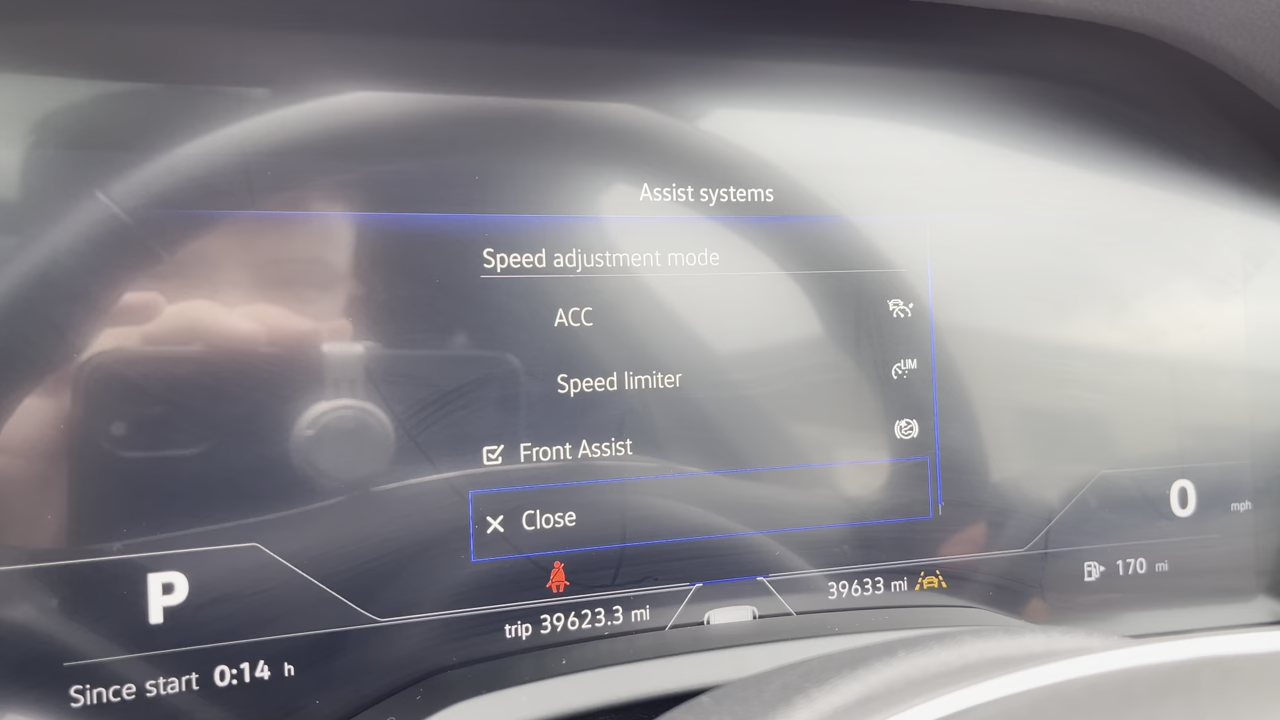 Assist systems
Speed adjustment mode
ACC
Speed limiter
LIM
Front Assist
Close
P
0 mph
170 mi
trip 39623.3 mi
39633 mi
Since start 0:14 h